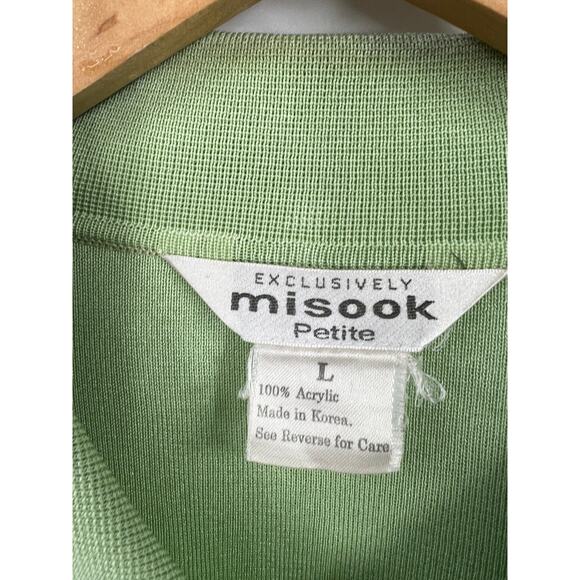 EXCLUSIVELY
misook
Petite
L
100% Acrylic
Made in Korea.
See Reverse for Care